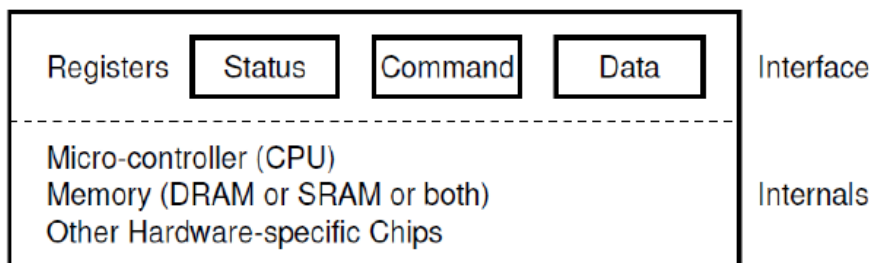 Registers Status Command Data Interface
Micro-controller (CPU)
Memory (DRAM or SRAM or both) Internals
Other Hardware-specific Chips